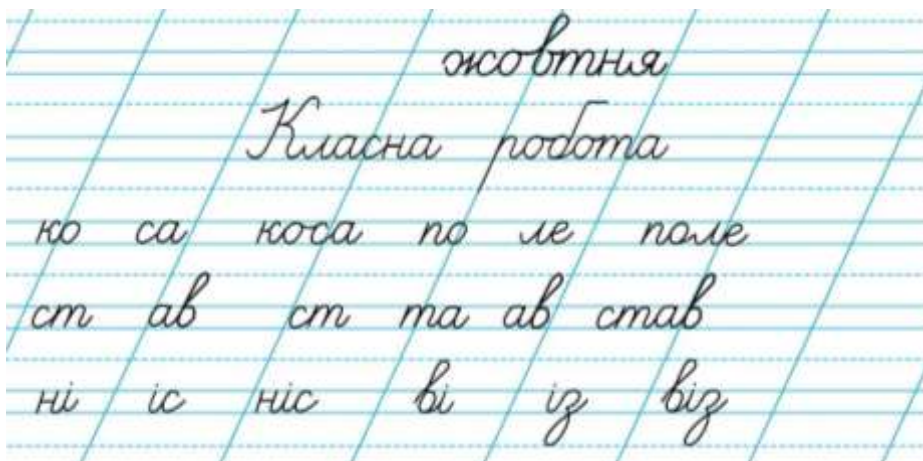 жовтня
Класна робота
ко са коса по ле поле
ст ав ст та ав став
ні іс ніс ві із віз